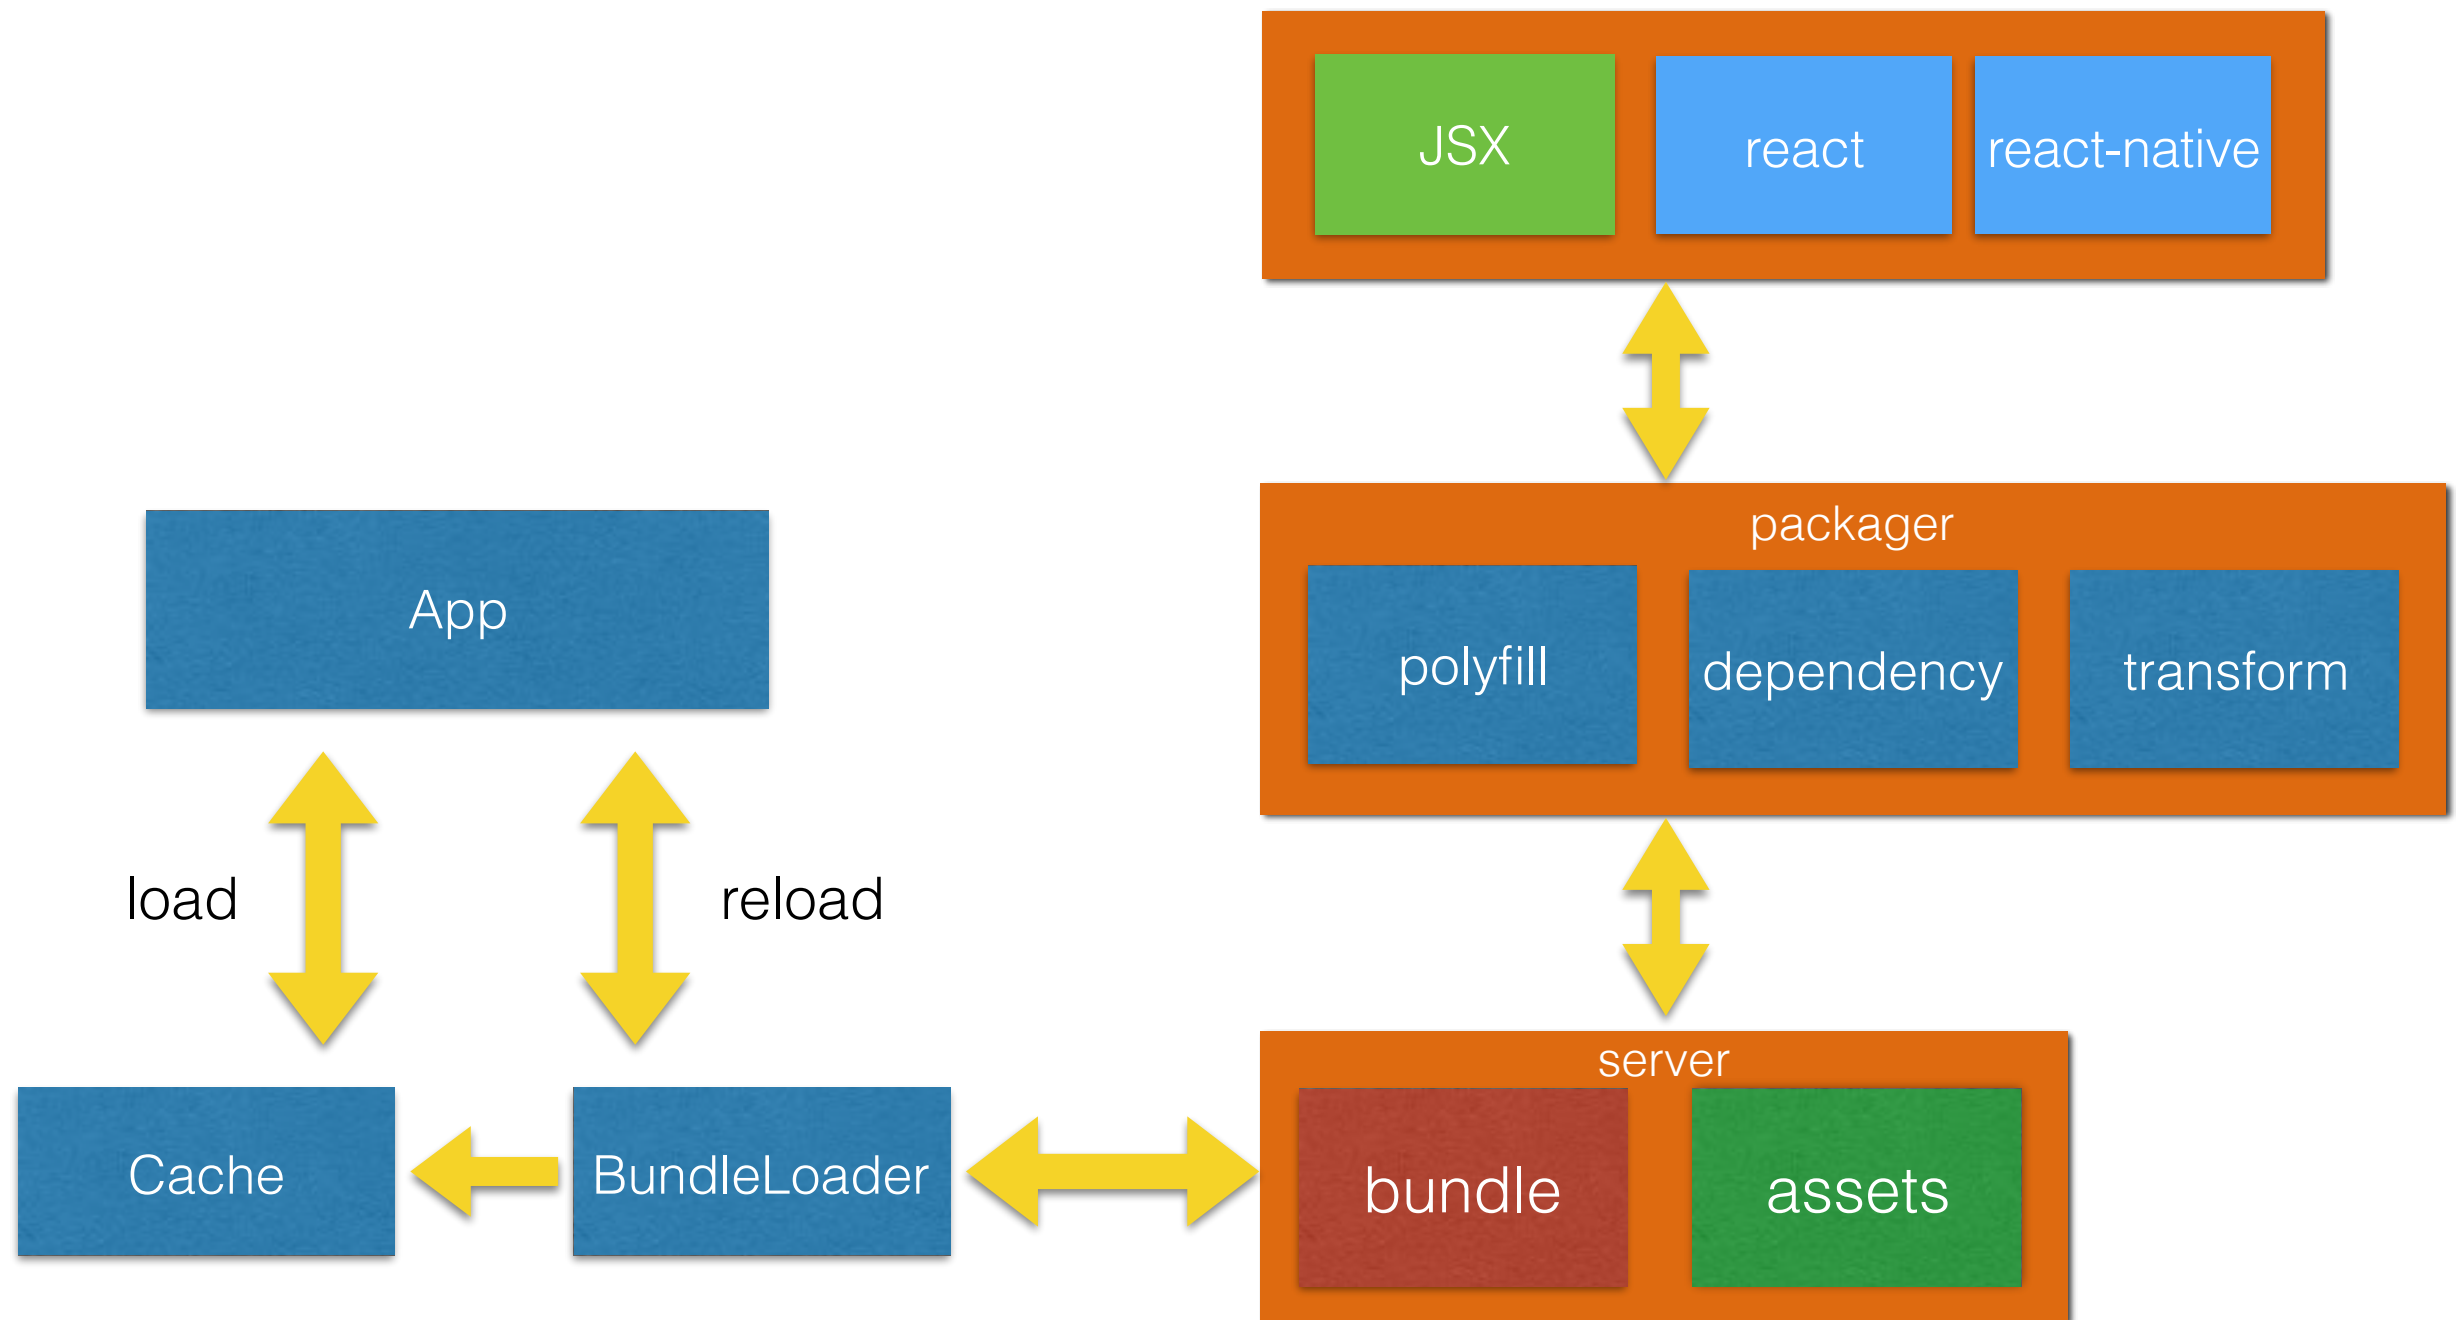 JSX
react
react-native
packager
polyfill
dependency
transform
App
load
reload
server
Cache
BundleLoader
bundle
assets